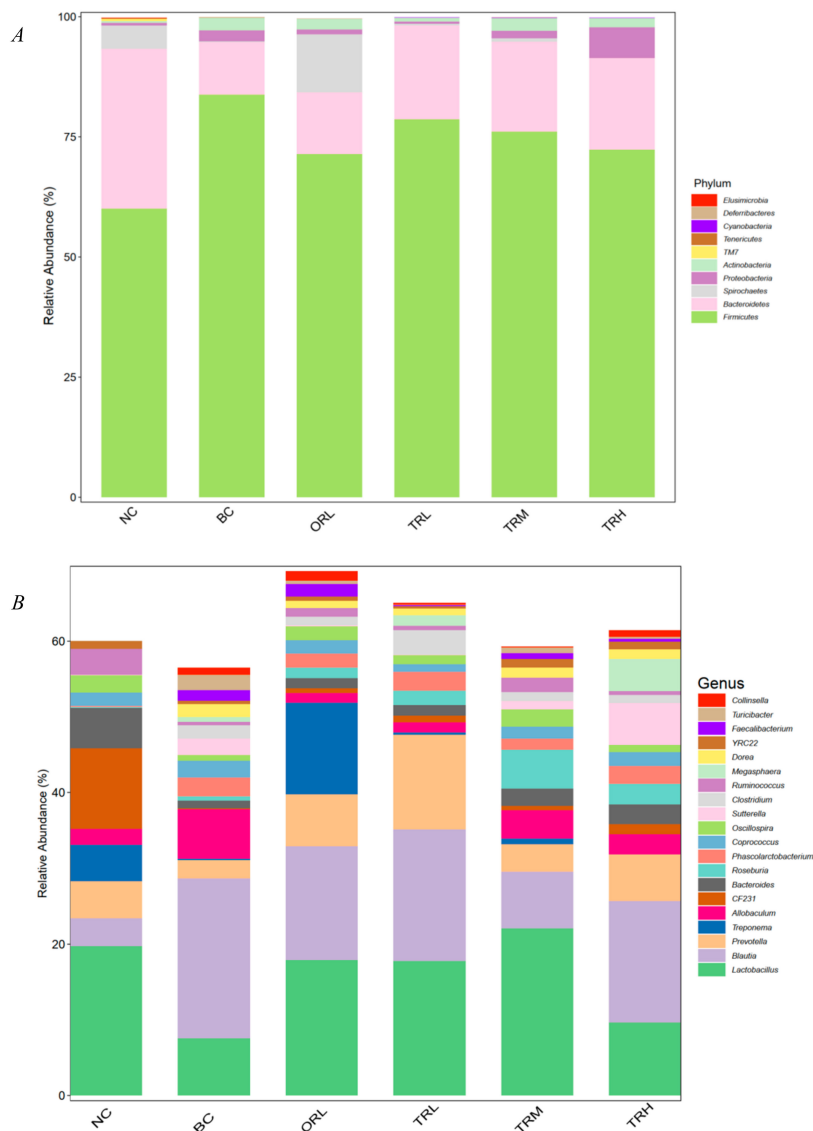 A
100
75
50
25
0
Relative Abundance (%)
NC
BC
ORL
TRL
TRM
TRH
Phylum
Elusimicrobia
Deferribacteres
Cyanobacteria
Tenericutes
TM7
Actinobacteria
Proteobacteria
Spirochaetes
Bacteroidetes
Firmicutes
B
60
40
20
0
Relative Abundance (%)
NC
BC
ORL
TRL
TRM
TRH
Genus
Collinsella
Turicibacter
Faecalibacterium
YRC22
Dorea
Megasphaera
Ruminococcus
Clostridium
Sutterella
Oscillospira
Coprococcus
Phascolarctobacterium
Roseburia
Bacteroides
CF231
Allobaculum
Treponema
Prevotella
Blautia
Lactobacillus